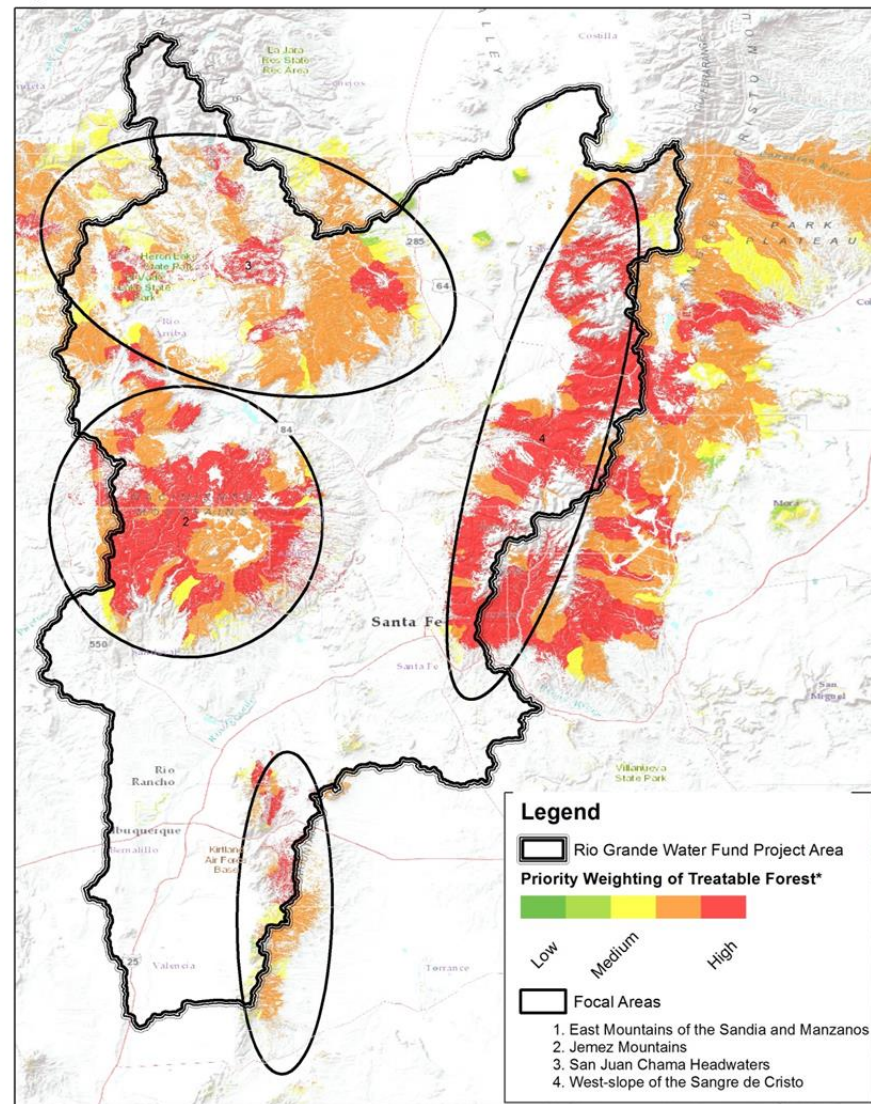 La Jara
Res State
Rec Area
Costilla
PARK
PLATEAU
285
64
3
Heron Lake
State Park
Rio
Arriba
84
4
2
Mora
Santa Fe
Santa Fe
550
San
Miguel
Rio
Rancho
Villanueva
State Park
Albuquerque
Bernalillo
Kirtland
Air Force
Base
25
Valencia
Torrance
Legend
Rio Grande Water Fund Project Area
Priority Weighting of Treatable Forest*
Low
Medium
High
Focal Areas
1. East Mountains of the Sandia and Manzanos
2. Jemez Mountains
3. San Juan Chama Headwaters
4. West-slope of the Sangre de Cristo